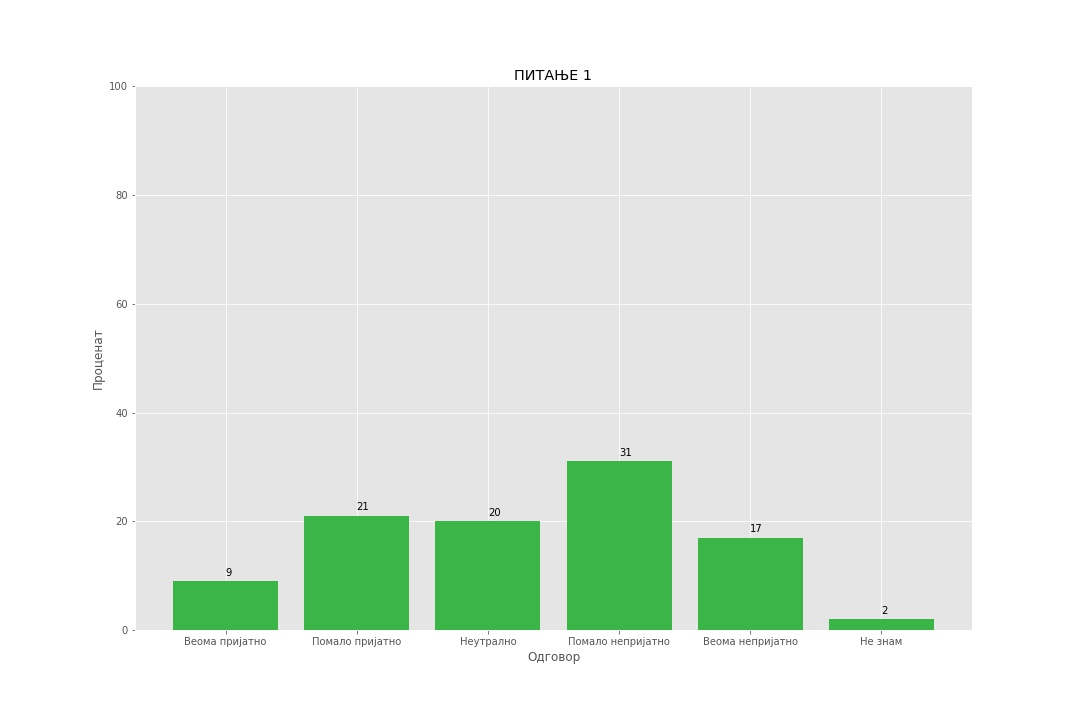 ПИТАЊЕ 1
100
80
60
40
20
0
Проценат
9
21
20
31
17
2
Веома пријатно
Помало пријатно
Неутрално
Помало непријатно
Веома непријатно
Не знам
Одговор